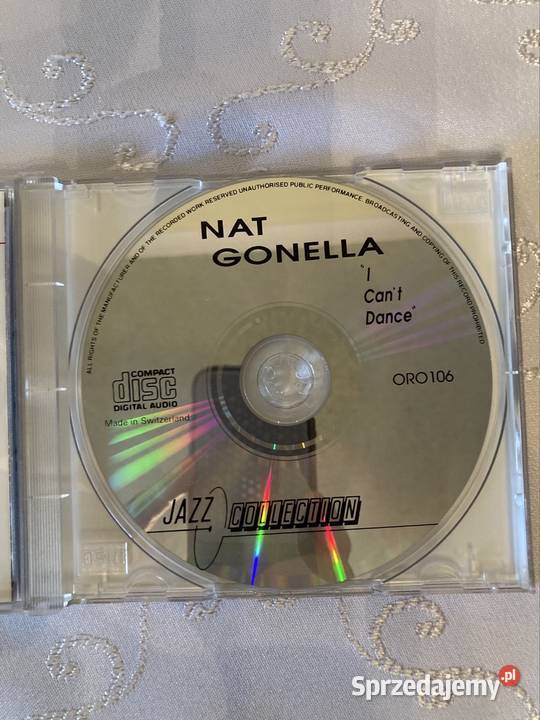 ALL RIGHTS OF THE MANUFACTURER AND OF THE RECORDED WORK RESERVED UNAUTHORISED PUBLIC PERFORMANCE, BROADCASTING AND COPYING OF THIS RECORD PROHIBITED
NAT
GONELLA
"I
Can't
Dance"
COMPACT
disc
DIGITAL AUDIO
ORO106
Made in Switzerland
JAZZ COLLECTION
Sprzedajemy.pl